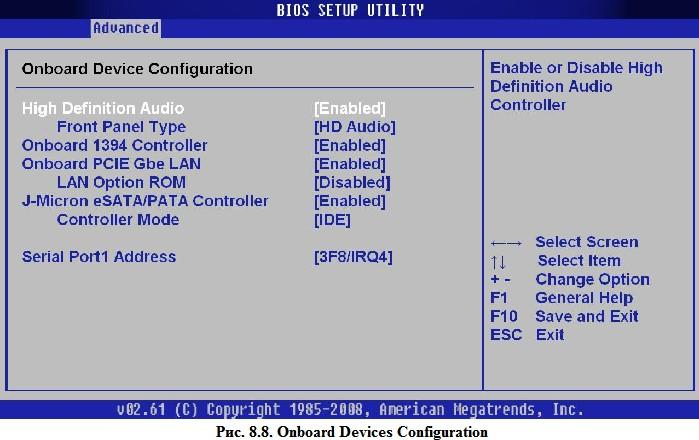 BIOS SETUP UTILITY
Advanced
Onboard Device Configuration
High Definition Audio [Enabled]
Front Panel Type [HD Audio]
Onboard 1394 Controller [Enabled]
Onboard PCIE Gbe LAN [Enabled]
LAN Option ROM [Disabled]
J-Micron eSATA/PATA Controller [Enabled]
Controller Mode [IDE]
Serial Port1 Address [3F8/IRQ4]
Enable or Disable High
Definition Audio
Controller
←→ Select Screen
↑↓ Select Item
+ - Change Option
F1 General Help
F10 Save and Exit
ESC Exit
v02.61 (C) Copyright 1985-2008, American Megatrends, Inc.
Рис. 8.8. Onboard Devices Configuration